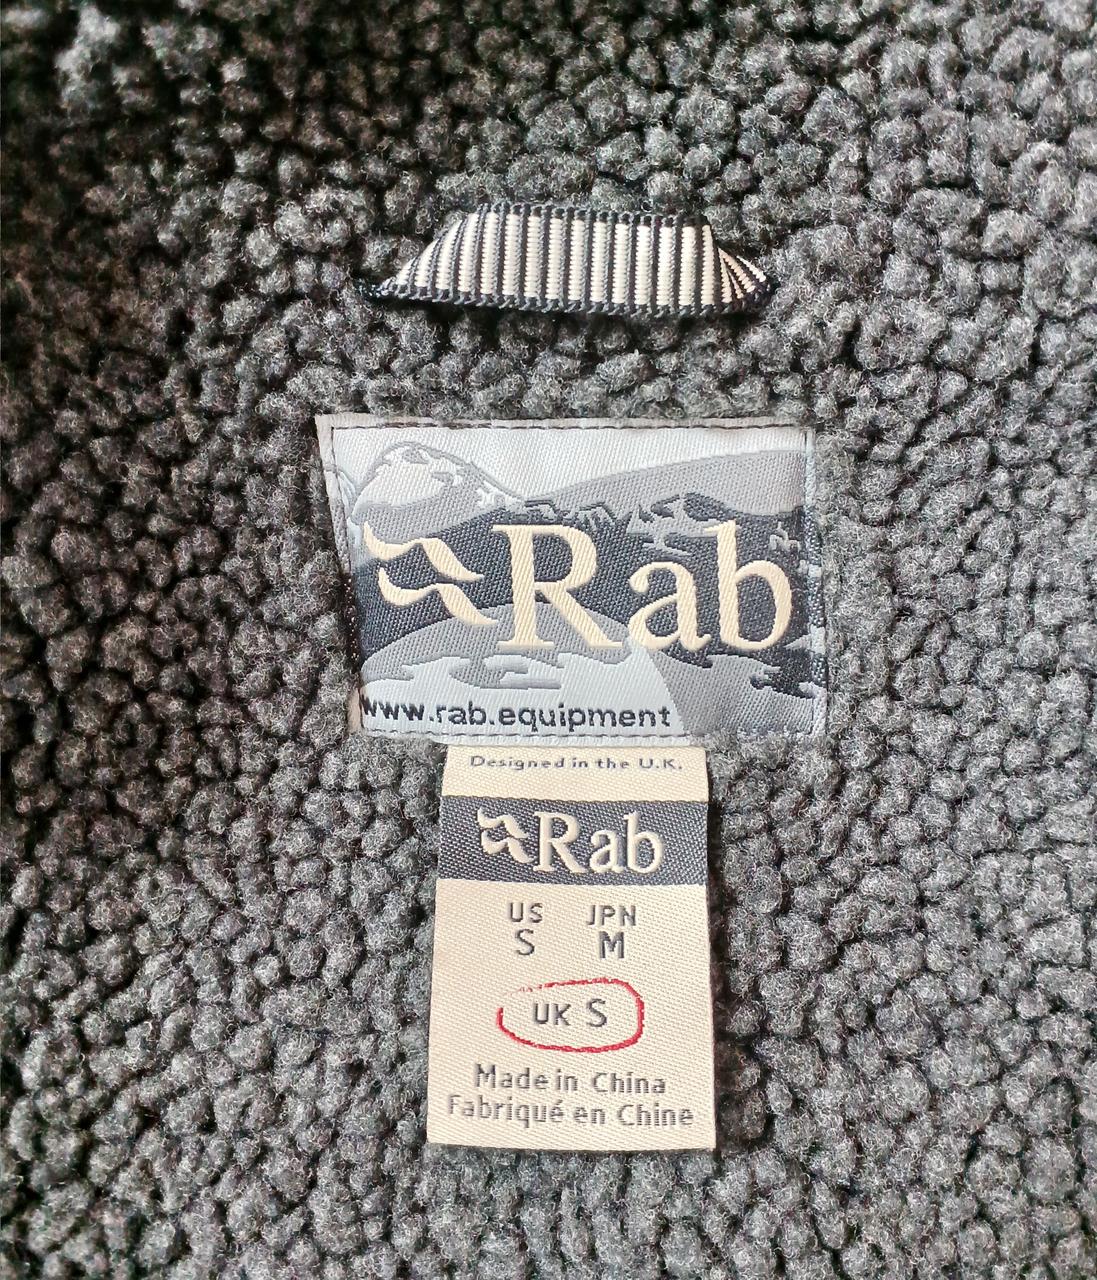 Rab
www.rab.equipment
Designed in the U.K.
Rab
US JPN
S M
UK S
Made in China
Fabriqué en Chine